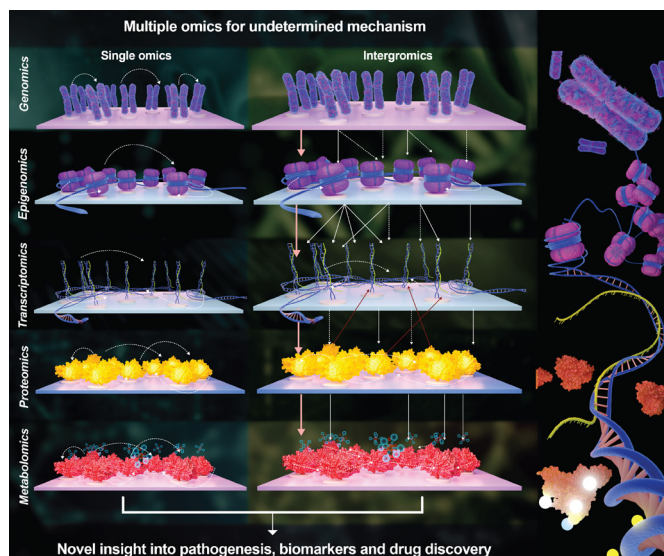 Multiple omics for undetermined mechanism
Single omics
Intergromics
Genomics
Epigenomics
Transcriptomics
Proteomics
Metabolomics
Novel insight into pathogenesis, biomarkers and drug discovery